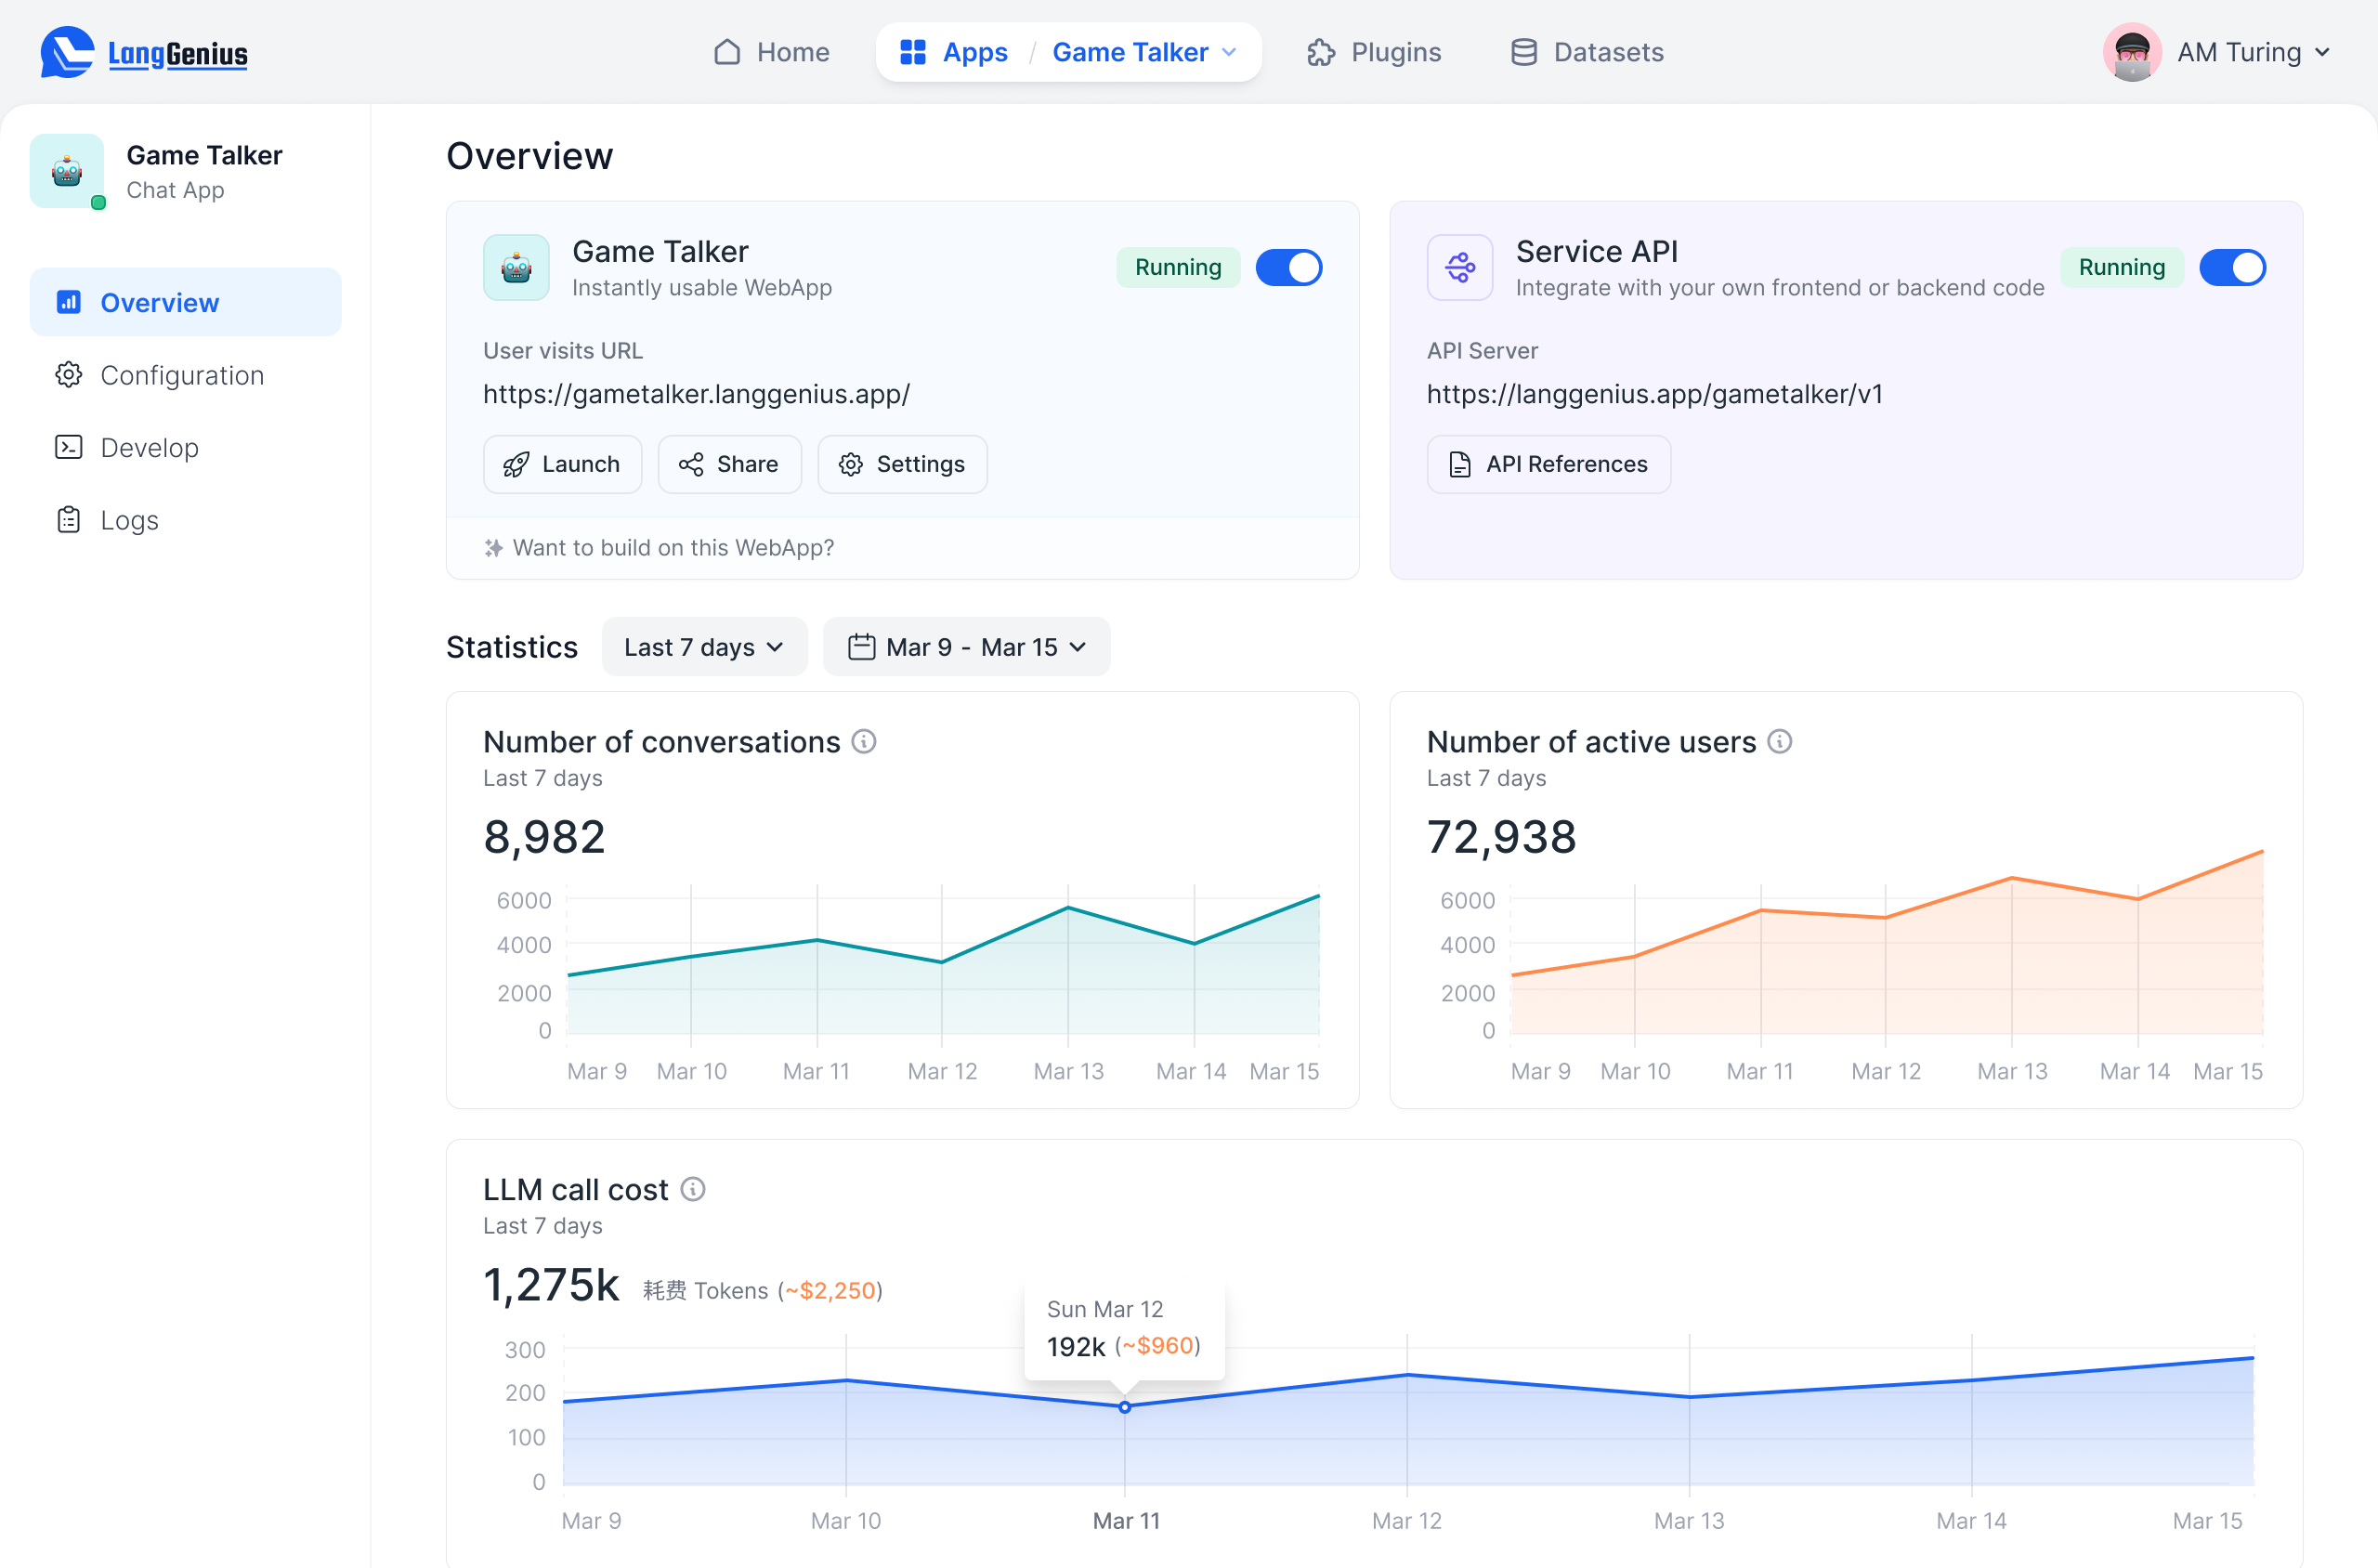 LangGenius
Home
Apps / Game Talker
Plugins
Datasets
AM Turing
Game Talker
Chat App
Overview
Configuration
Develop
Logs
Overview
Game Talker
Instantly usable WebApp
Running
User visits URL
https://gametalker.langgenius.app/
Launch
Share
Settings
Want to build on this WebApp?
Service API
Integrate with your own frontend or backend code
Running
API Server
https://langgenius.app/gametalker/v1
API References
Statistics
Last 7 days
Mar 9 - Mar 15
Number of conversations
Last 7 days
8,982
6000
4000
2000
0
Mar 9 Mar 10 Mar 11 Mar 12 Mar 13 Mar 14 Mar 15
Number of active users
Last 7 days
72,938
6000
4000
2000
0
Mar 9 Mar 10 Mar 11 Mar 12 Mar 13 Mar 14 Mar 15
LLM call cost
Last 7 days
1,275k 耗费 Tokens (~$2,250)
Sun Mar 12
192k (~$960)
300
200
100
0
Mar 9 Mar 10 Mar 11 Mar 12 Mar 13 Mar 14 Mar 15